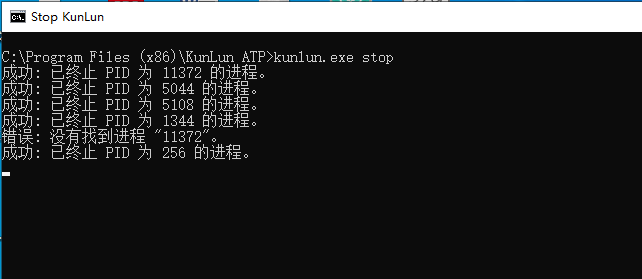 Stop KunLun
C:\Program Files (x86)\KunLun ATP>kunlun.exe stop
成功: 已终止 PID 为 11372 的进程。
成功: 已终止 PID 为 5044 的进程。
成功: 已终止 PID 为 5108 的进程。
成功: 已终止 PID 为 1344 的进程。
错误: 没有找到进程 "11372"。
成功: 已终止 PID 为 256 的进程。